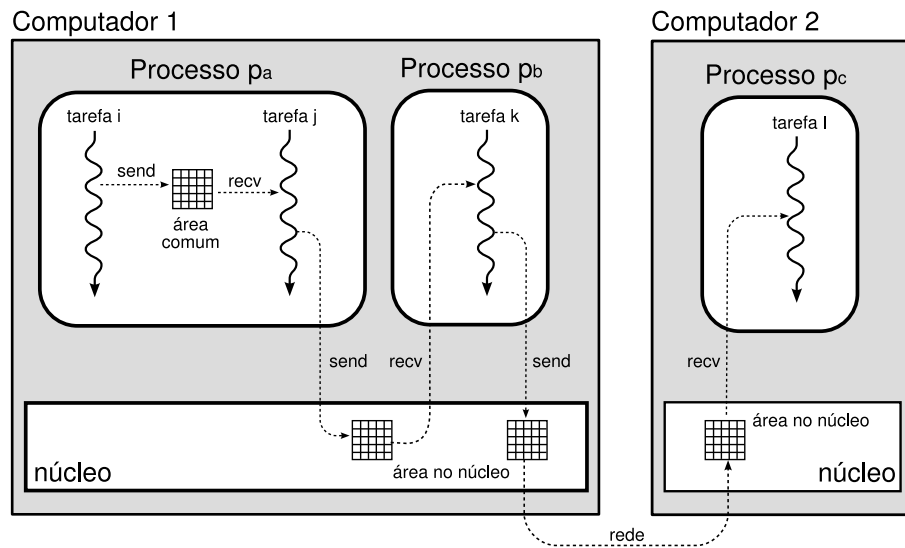 Computador 1
Computador 2
Processo pa
Processo pb
Processo pc
tarefa i
tarefa j
tarefa k
tarefa l
send
recv
área
comum
send
recv
send
recv
área no núcleo
área no núcleo
núcleo
núcleo
rede